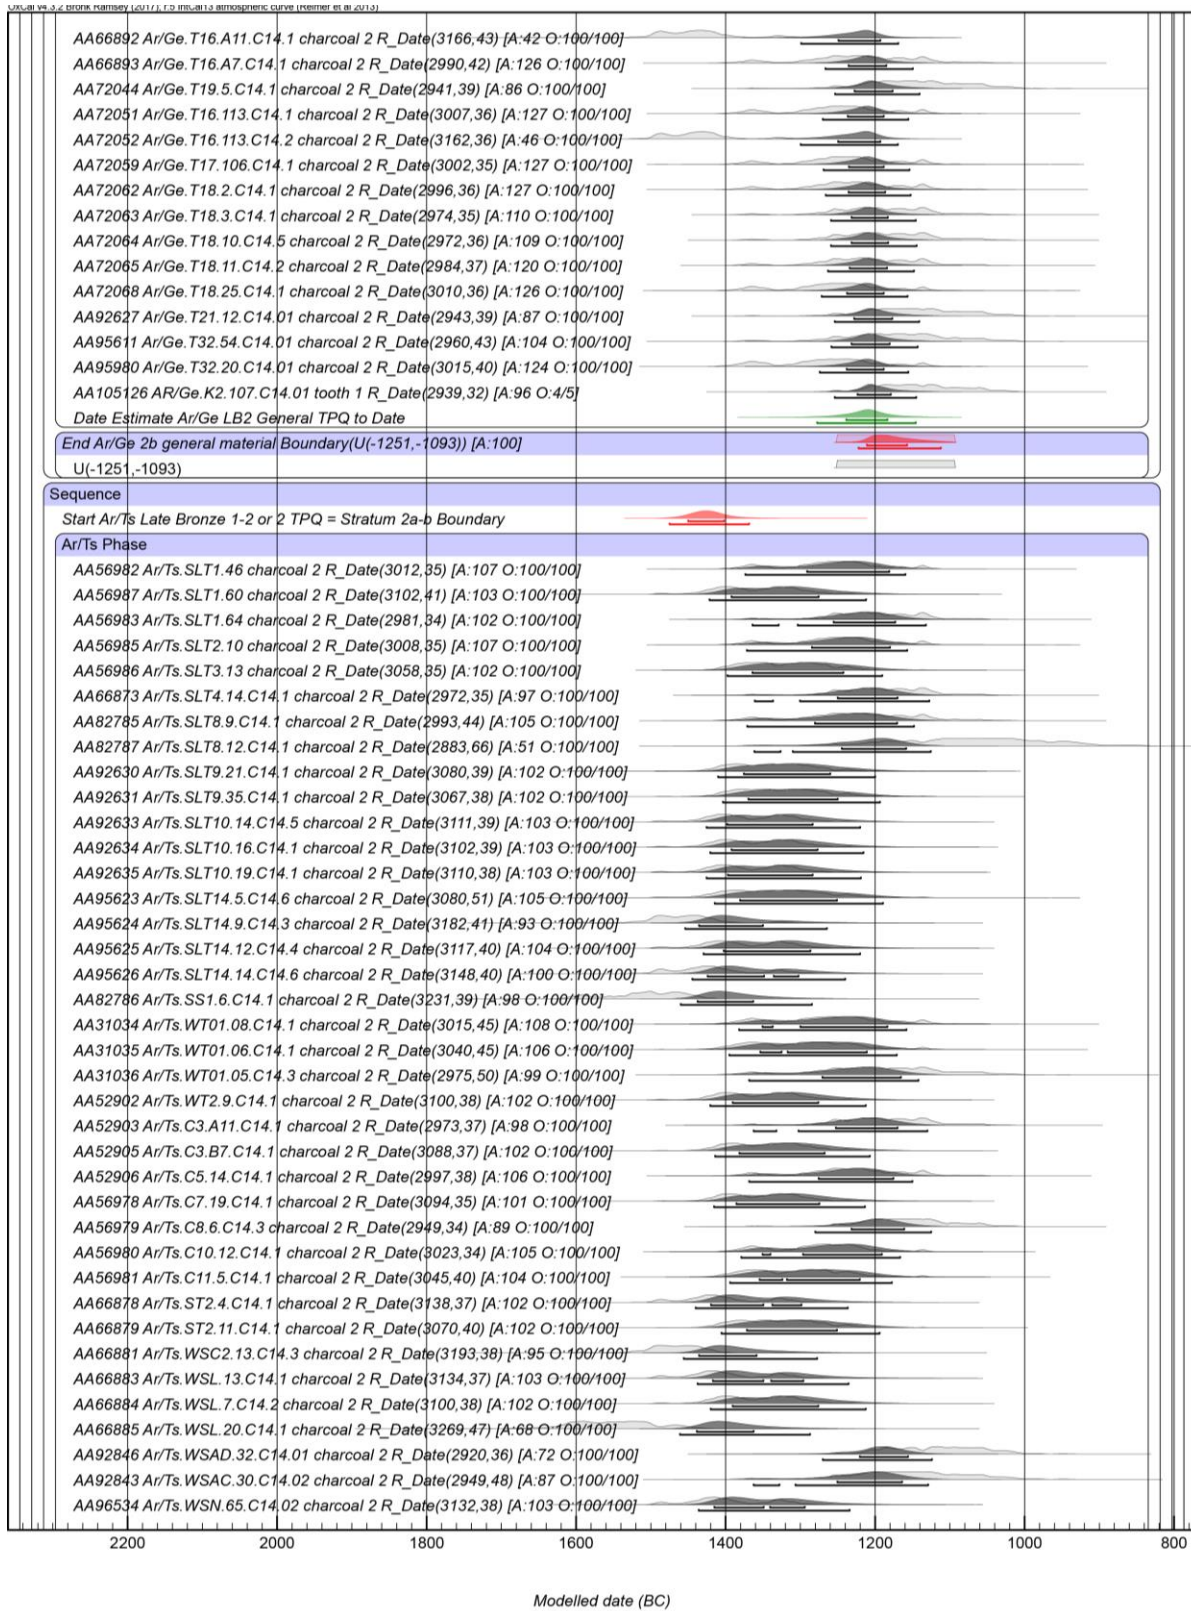 OxCal v4.3.2 Bronk Ramsey (2017); r:5 IntCal13 atmospheric curve (Reimer et al 2013)
AA66892 Ar/Ge.T16.A11.C14.1 charcoal 2 R_Date(3166,43) [A:42 O:100/100]
AA66893 Ar/Ge.T16.A7.C14.1 charcoal 2 R_Date(2990,42) [A:126 O:100/100]
AA72044 Ar/Ge.T19.5.C14.1 charcoal 2 R_Date(2941,39) [A:86 O:100/100]
AA72051 Ar/Ge.T16.113.C14.1 charcoal 2 R_Date(3007,36) [A:127 O:100/100]
AA72052 Ar/Ge.T16.113.C14.2 charcoal 2 R_Date(3162,36) [A:46 O:100/100]
AA72059 Ar/Ge.T17.106.C14.1 charcoal 2 R_Date(3002,35) [A:127 O:100/100]
AA72062 Ar/Ge.T18.2.C14.1 charcoal 2 R_Date(2996,36) [A:127 O:100/100]
AA72063 Ar/Ge.T18.3.C14.1 charcoal 2 R_Date(2974,35) [A:110 O:100/100]
AA72064 Ar/Ge.T18.10.C14.5 charcoal 2 R_Date(2972,36) [A:109 O:100/100]
AA72065 Ar/Ge.T18.11.C14.2 charcoal 2 R_Date(2984,37) [A:120 O:100/100]
AA72068 Ar/Ge.T18.25.C14.1 charcoal 2 R_Date(3010,36) [A:126 O:100/100]
AA92627 Ar/Ge.T21.12.C14.01 charcoal 2 R_Date(2943,39) [A:87 O:100/100]
AA95611 Ar/Ge.T32.54.C14.01 charcoal 2 R_Date(2960,43) [A:104 O:100/100]
AA95980 Ar/Ge.T32.20.C14.01 charcoal 2 R_Date(3015,40) [A:124 O:100/100]
AA105126 AR/Ge.K2.107.C14.01 tooth 1 R_Date(2939,32) [A:96 O:4/5]
Date Estimate Ar/Ge LB2 General TPQ to Date
End Ar/Ge 2b general material Boundary(U(-1251,-1093)) [A:100]
U(-1251,-1093)
Sequence
Start Ar/Ts Late Bronze 1-2 or 2 TPQ = Stratum 2a-b Boundary
Ar/Ts Phase
AA56982 Ar/Ts.SLT1.46 charcoal 2 R_Date(3012,35) [A:107 O:100/100]
AA56987 Ar/Ts.SLT1.60 charcoal 2 R_Date(3102,41) [A:103 O:100/100]
AA56983 Ar/Ts.SLT1.64 charcoal 2 R_Date(2981,34) [A:102 O:100/100]
AA56985 Ar/Ts.SLT2.10 charcoal 2 R_Date(3008,35) [A:107 O:100/100]
AA56986 Ar/Ts.SLT3.13 charcoal 2 R_Date(3058,35) [A:102 O:100/100]
AA66873 Ar/Ts.SLT4.14.C14.1 charcoal 2 R_Date(2972,35) [A:97 O:100/100]
AA82785 Ar/Ts.SLT8.9.C14.1 charcoal 2 R_Date(2993,44) [A:105 O:100/100]
AA82787 Ar/Ts.SLT8.12.C14.1 charcoal 2 R_Date(2883,66) [A:51 O:100/100]
AA92630 Ar/Ts.SLT9.21.C14.1 charcoal 2 R_Date(3080,39) [A:102 O:100/100]
AA92631 Ar/Ts.SLT9.35.C14.1 charcoal 2 R_Date(3067,38) [A:102 O:100/100]
AA92633 Ar/Ts.SLT10.14.C14.5 charcoal 2 R_Date(3111,39) [A:103 O:100/100]
AA92634 Ar/Ts.SLT10.16.C14.1 charcoal 2 R_Date(3102,39) [A:103 O:100/100]
AA92635 Ar/Ts.SLT10.19.C14.1 charcoal 2 R_Date(3110,38) [A:103 O:100/100]
AA95623 Ar/Ts.SLT14.5.C14.6 charcoal 2 R_Date(3080,51) [A:105 O:100/100]
AA95624 Ar/Ts.SLT14.9.C14.3 charcoal 2 R_Date(3182,41) [A:93 O:100/100]
AA95625 Ar/Ts.SLT14.12.C14.4 charcoal 2 R_Date(3117,40) [A:104 O:100/100]
AA95626 Ar/Ts.SLT14.14.C14.6 charcoal 2 R_Date(3148,40) [A:100 O:100/100]
AA82786 Ar/Ts.SS1.6.C14.1 charcoal 2 R_Date(3231,39) [A:98 O:100/100]
AA31034 Ar/Ts.WT01.08.C14.1 charcoal 2 R_Date(3015,45) [A:108 O:100/100]
AA31035 Ar/Ts.WT01.06.C14.1 charcoal 2 R_Date(3040,45) [A:106 O:100/100]
AA31036 Ar/Ts.WT01.05.C14.3 charcoal 2 R_Date(2975,50) [A:99 O:100/100]
AA52902 Ar/Ts.WT2.9.C14.1 charcoal 2 R_Date(3100,38) [A:102 O:100/100]
AA52903 Ar/Ts.C3.A11.C14.1 charcoal 2 R_Date(2973,37) [A:98 O:100/100]
AA52905 Ar/Ts.C3.B7.C14.1 charcoal 2 R_Date(3088,37) [A:102 O:100/100]
AA52906 Ar/Ts.C5.14.C14.1 charcoal 2 R_Date(2997,38) [A:106 O:100/100]
AA56978 Ar/Ts.C7.19.C14.1 charcoal 2 R_Date(3094,35) [A:101 O:100/100]
AA56979 Ar/Ts.C8.6.C14.3 charcoal 2 R_Date(2949,34) [A:89 O:100/100]
AA56980 Ar/Ts.C10.12.C14.1 charcoal 2 R_Date(3023,34) [A:105 O:100/100]
AA56981 Ar/Ts.C11.5.C14.1 charcoal 2 R_Date(3045,40) [A:104 O:100/100]
AA66878 Ar/Ts.ST2.4.C14.1 charcoal 2 R_Date(3138,37) [A:102 O:100/100]
AA66879 Ar/Ts.ST2.11.C14.1 charcoal 2 R_Date(3070,40) [A:102 O:100/100]
AA66881 Ar/Ts.WSC2.13.C14.3 charcoal 2 R_Date(3193,38) [A:95 O:100/100]
AA66883 Ar/Ts.WSL.13.C14.1 charcoal 2 R_Date(3134,37) [A:103 O:100/100]
AA66884 Ar/Ts.WSL.7.C14.2 charcoal 2 R_Date(3100,38) [A:102 O:100/100]
AA66885 Ar/Ts.WSL.20.C14.1 charcoal 2 R_Date(3269,47) [A:68 O:100/100]
AA92846 Ar/Ts.WSAD.32.C14.01 charcoal 2 R_Date(2920,36) [A:72 O:100/100]
AA92843 Ar/Ts.WSAC.30.C14.02 charcoal 2 R_Date(2949,48) [A:87 O:100/100]
AA96534 Ar/Ts.WSN.65.C14.02 charcoal 2 R_Date(3132,38) [A:103 O:100/100]
2200 2000 1800 1600 1400 1200 1000 800
Modelled date (BC)